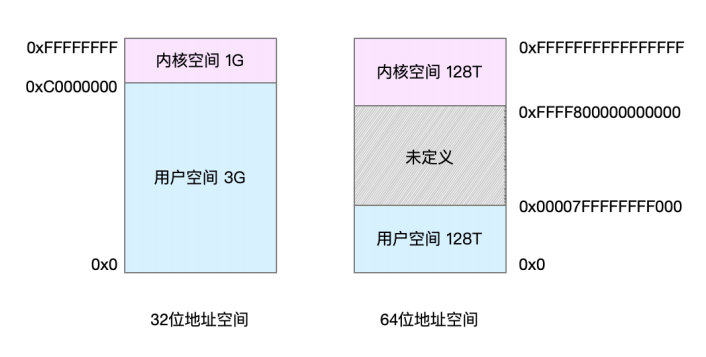 0xFFFFFFFF
内核空间 1G
0xC0000000
用户空间 3G
0x0
32位地址空间
0xFFFFFFFFFFFFFFFF
内核空间 128T
0xFFFF800000000000
未定义
0x00007FFFFFFFF000
用户空间 128T
0x0
64位地址空间